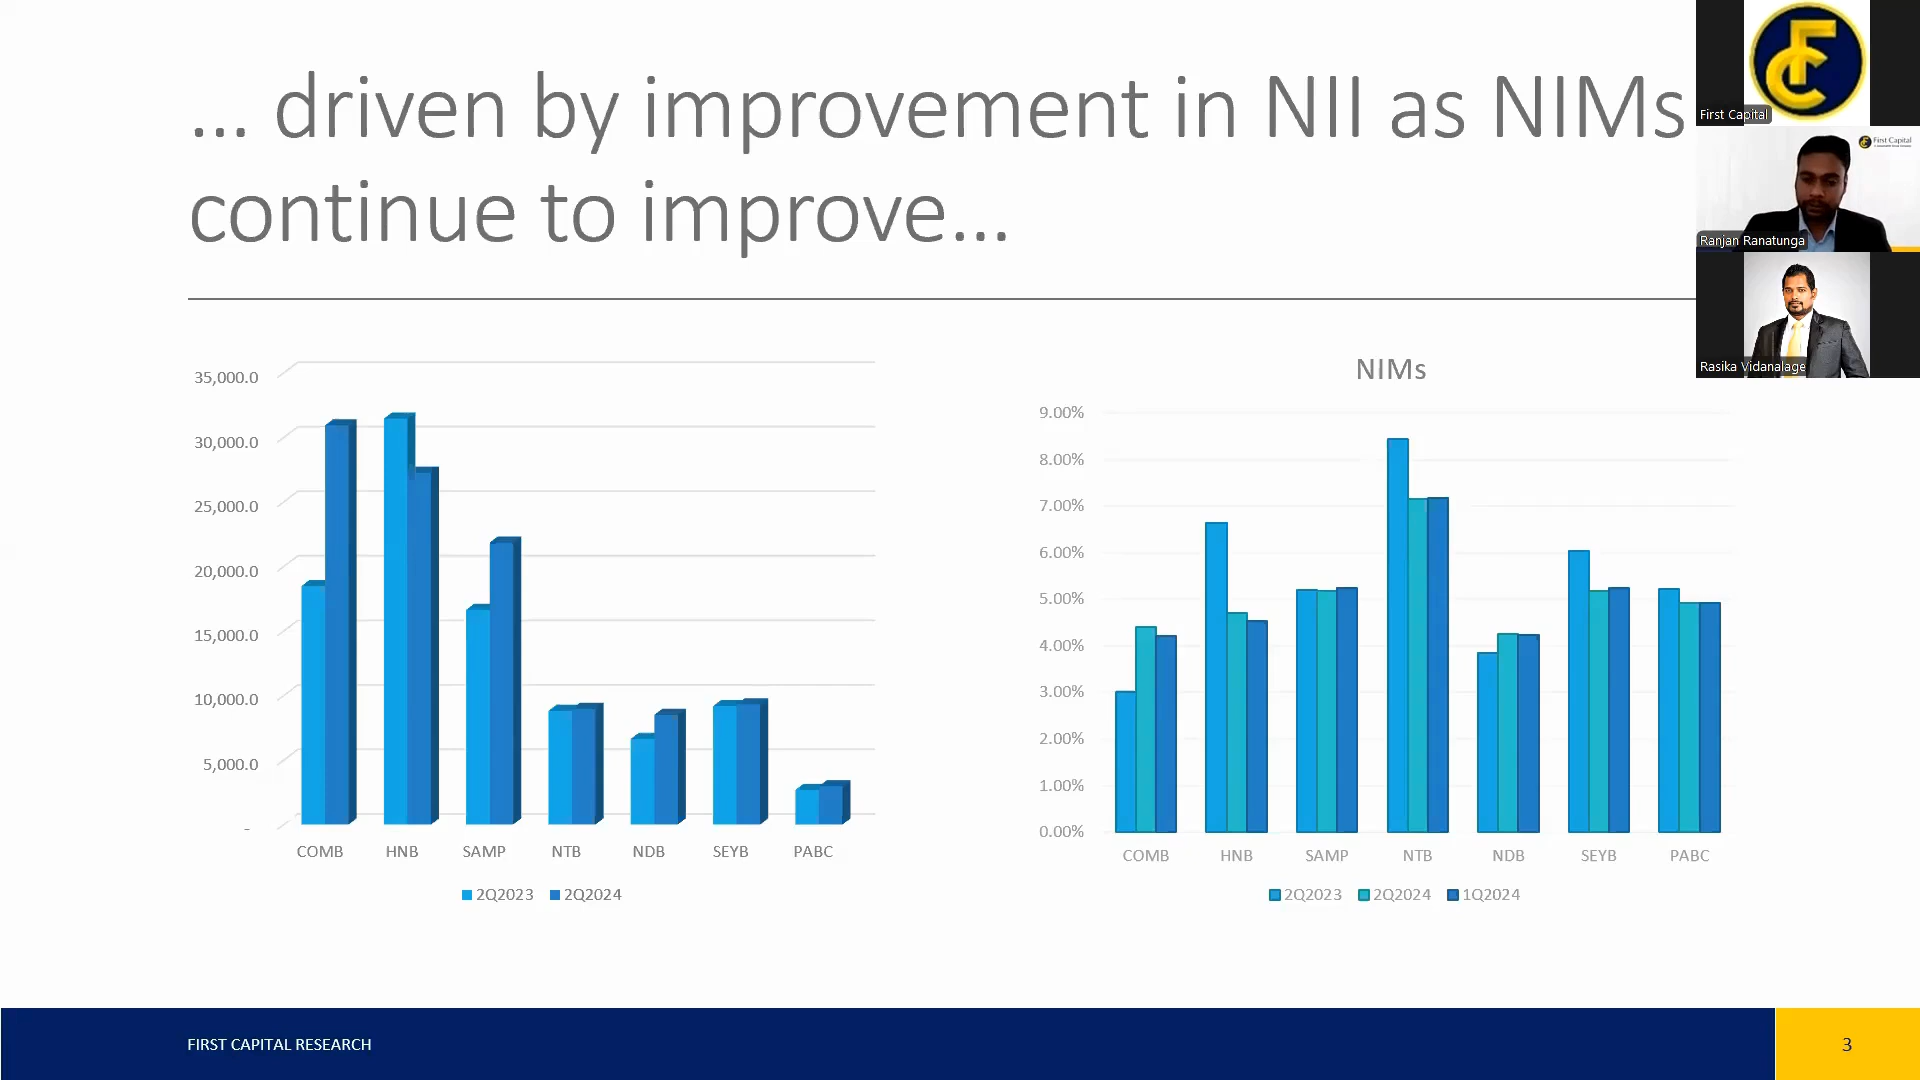 ... driven by improvement in NII as NIMs
continue to improve...
First Capital
First Capital
Ranjan Ranatunga
Rasika Vidanalage
35,000.0
30,000.0
25,000.0
20,000.0
15,000.0
10,000.0
5,000.0
-
COMB HNB SAMP NTB NDB SEYB PABC
2Q2023 2Q2024
NIMs
9.00%
8.00%
7.00%
6.00%
5.00%
4.00%
3.00%
2.00%
1.00%
0.00%
COMB HNB SAMP NTB NDB SEYB PABC
2Q2023 2Q2024 1Q2024
FIRST CAPITAL RESEARCH
3